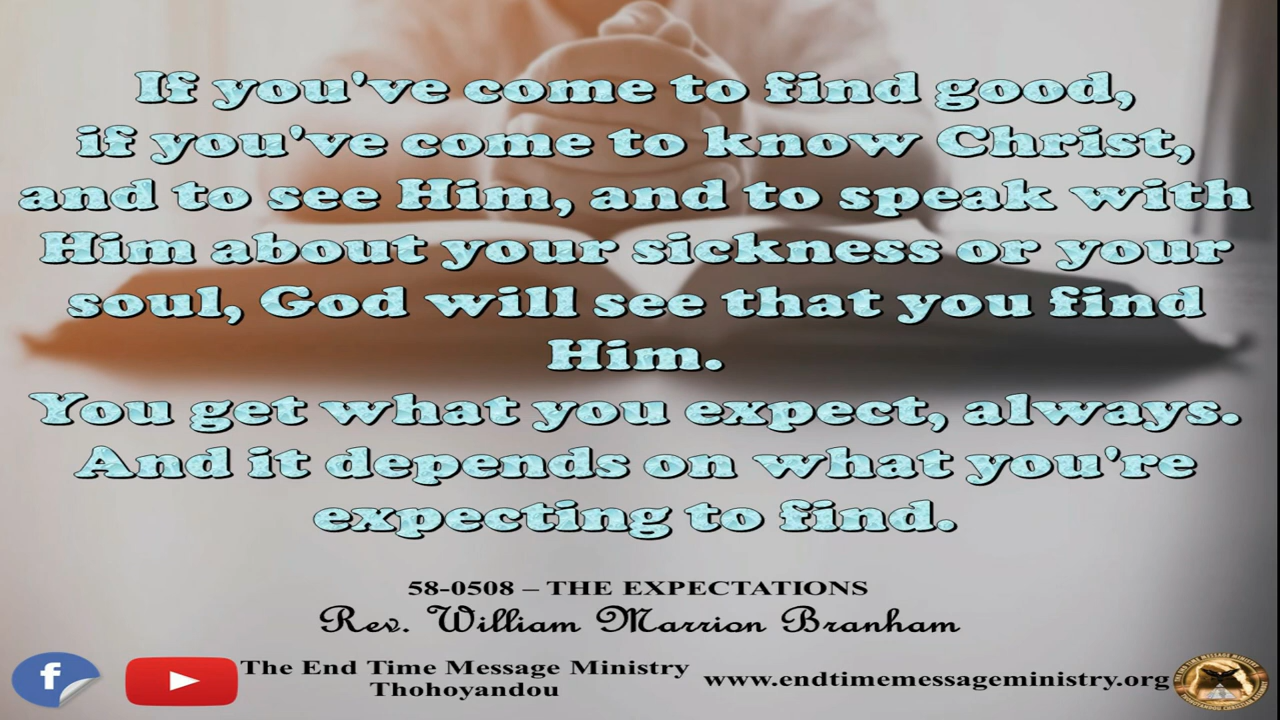 If you've come to find good,
if you've come to know Christ,
and to see Him, and to speak with
Him about your sickness or your
soul, God will see that you find
Him.
You get what you expect, always.
And it depends on what you're
expecting to find.
58-0508 – THE EXPECTATIONS
Rev. William Marrion Branham
The End Time Message Ministry
Thohoyandou
www.endtimemessageministry.org